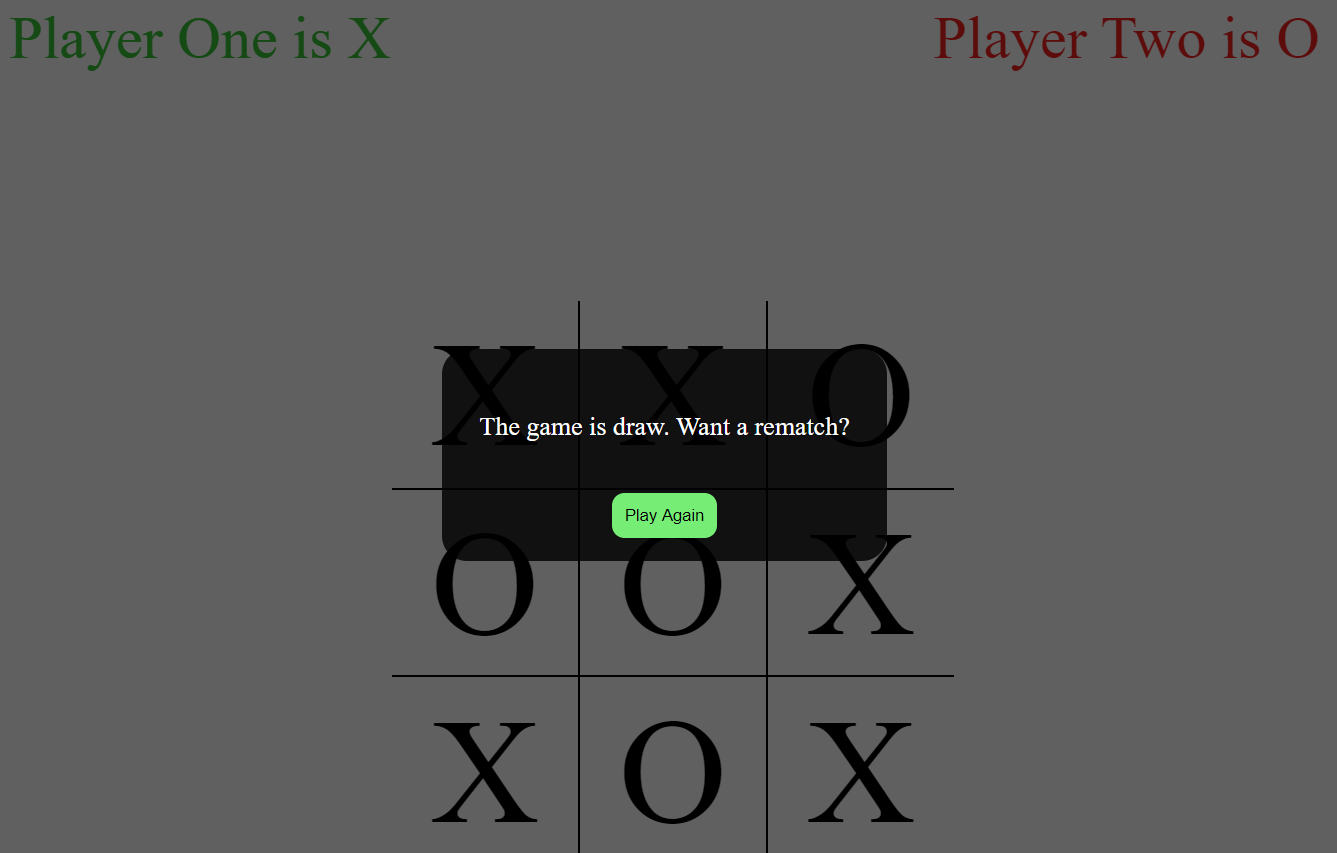 Player One is X
Player Two is O
X X O
The game is draw. Want a rematch?
Play Again
O O X
X O X